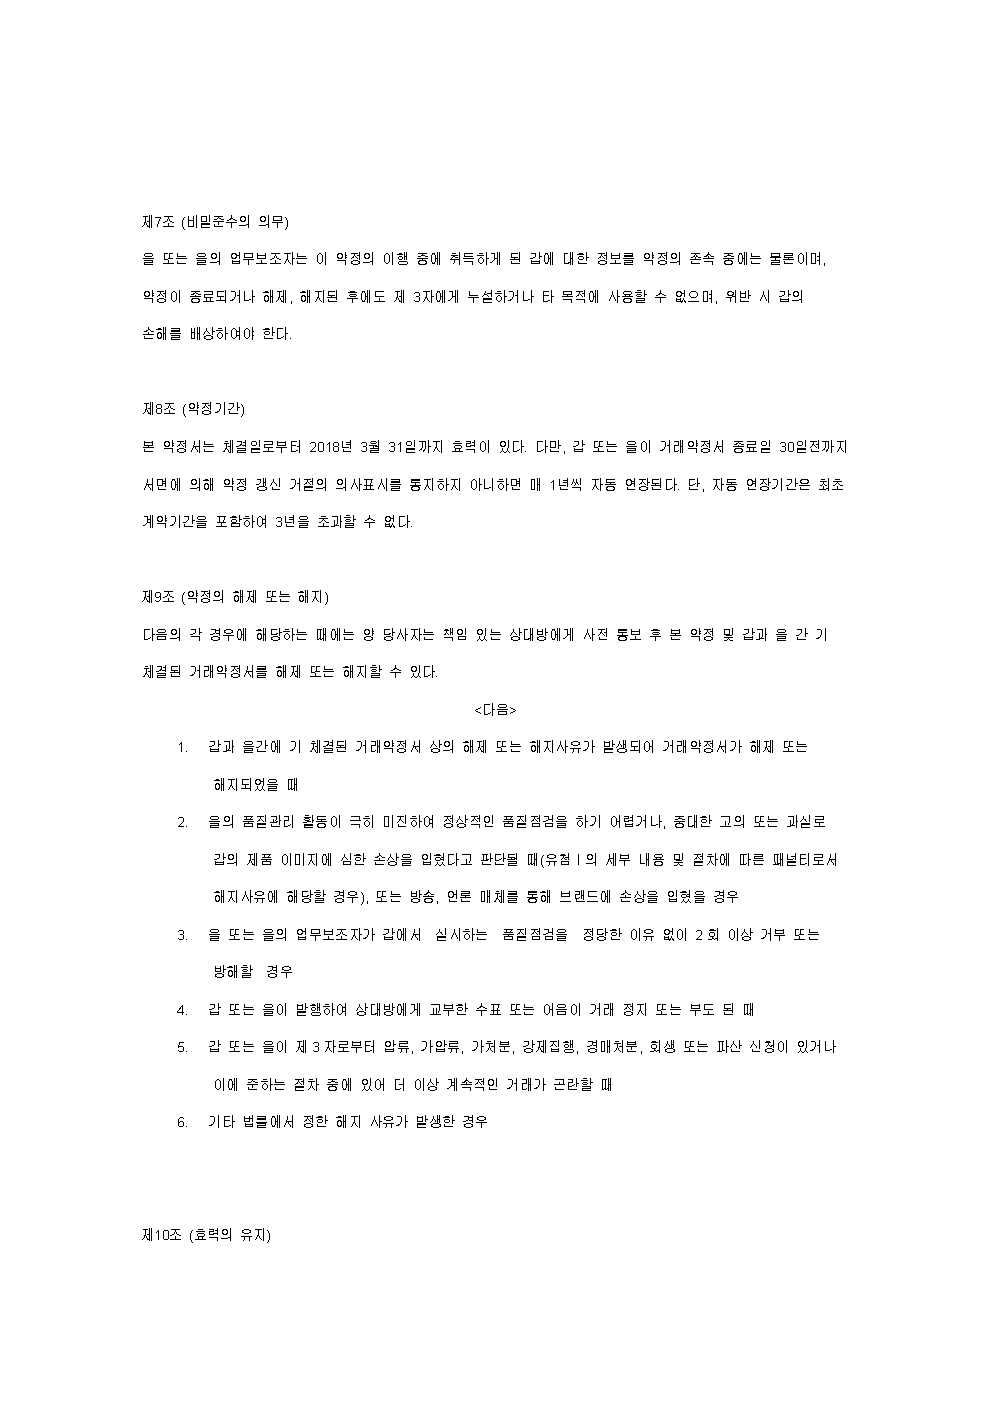 제7조 (비밀준수의 의무)
을 또는 을의 업무보조자는 이 약정의 이행 중에 취득하게 된 갑에 대한 정보를 약정의 존속 중에는 물론이며,
약정이 종료되거나 해제, 해지된 후에도 제 3자에게 누설하거나 타 목적에 사용할 수 없으며, 위반 시 갑의
손해를 배상하여야 한다.
제8조 (약정기간)
본 약정서는 체결일로부터 2018년 3월 31일까지 효력이 있다. 다만, 갑 또는 을이 거래약정서 종료일 30일전까지
서면에 의해 약정 갱신 거절의 의사표시를 통지하지 아니하면 매 1년씩 자동 연장된다. 단, 자동 연장기간은 최초
계약기간을 포함하여 3년을 초과할 수 없다.
제9조 (약정의 해제 또는 해지)
다음의 각 경우에 해당하는 때에는 양 당사자는 책임 있는 상대방에게 사전 통보 후 본 약정 및 갑과 을 간 기
체결된 거래약정서를 해제 또는 해지할 수 있다.
<다음>
1. 갑과 을간에 기 체결된 거래약정서 상의 해제 또는 해지사유가 발생되어 거래약정서가 해제 또는
해지되었을 때
2. 을의 품질관리 활동이 극히 미진하여 정상적인 품질점검을 하기 어렵거나, 중대한 고의 또는 과실로
갑의 제품 이미지에 심한 손상을 입혔다고 판단될 때(유첨 I 의 세부 내용 및 절차에 따른 패널티로서
해지사유에 해당할 경우), 또는 방송, 언론 매체를 통해 브랜드에 손상을 입혔을 경우
3. 을 또는 을의 업무보조자가 갑에서 실시하는 품질점검을 정당한 이유 없이 2 회 이상 거부 또는
방해할 경우
4. 갑 또는 을이 발행하여 상대방에게 교부한 수표 또는 어음이 거래 정지 또는 부도 된 때
5. 갑 또는 을이 제 3 자로부터 압류, 가압류, 가처분, 강제집행, 경매처분, 회생 또는 파산 신청이 있거나
이에 준하는 절차 중에 있어 더 이상 계속적인 거래가 곤란할 때
6. 기타 법률에서 정한 해지 사유가 발생한 경우
제10조 (효력의 유지)